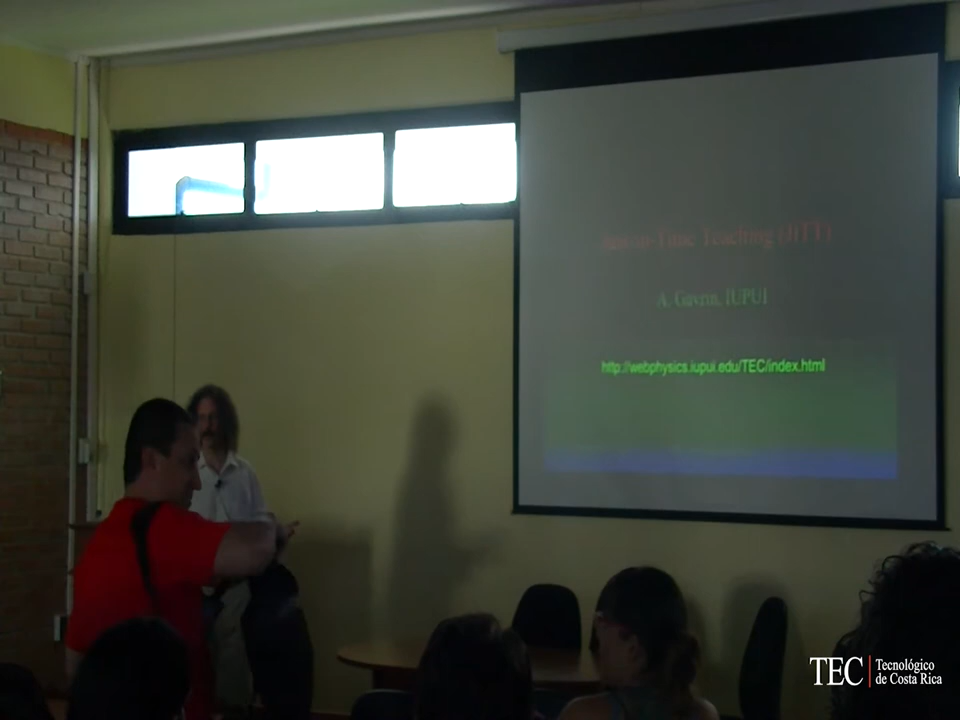 Just-in-Time Teaching (JITT)
A. Gavrin, IUPUI
http://webphysics.iupui.edu/TEC/index.html
TEC
Tecnológico
de Costa Rica